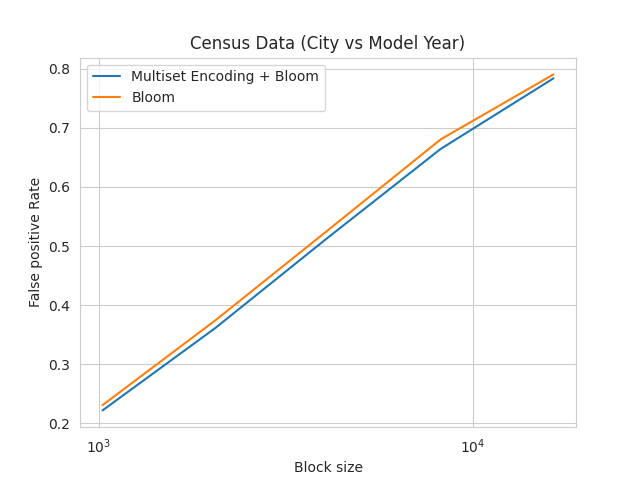 Census Data (City vs Model Year)
Multiset Encoding + Bloom
Bloom
False positive Rate
0.8
0.7
0.6
0.5
0.4
0.3
0.2
10³
10⁴
Block size